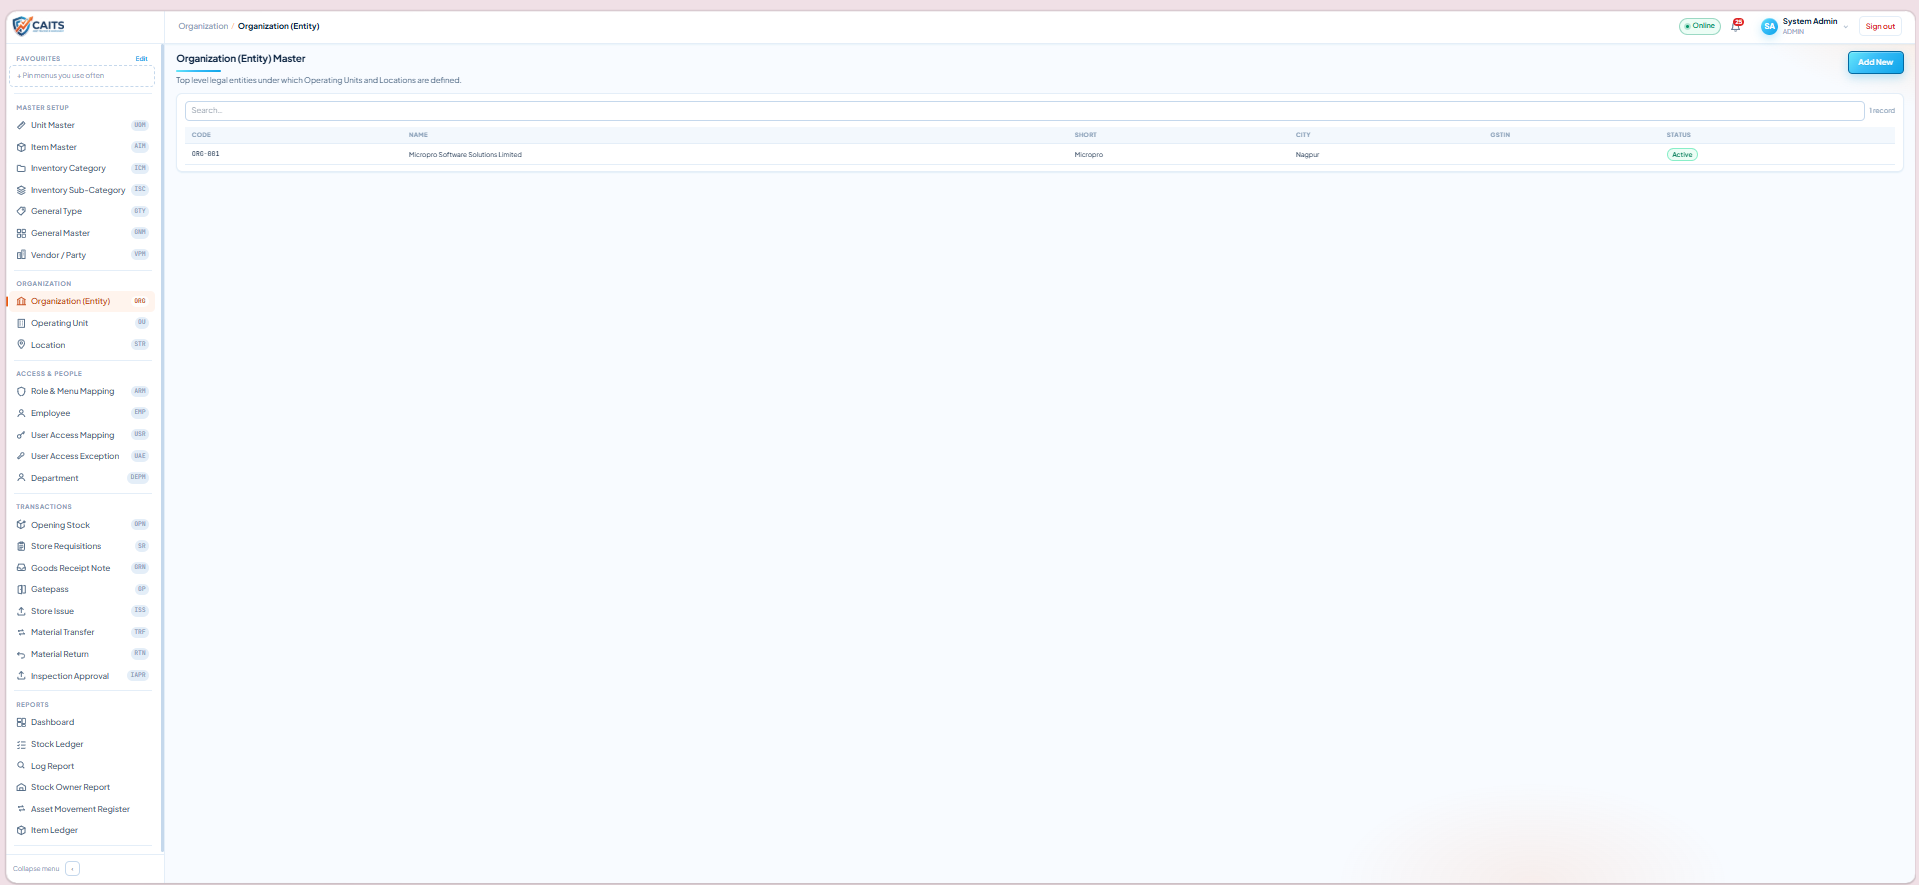 CAITS
Organization / Organization (Entity)
Online
25
SA
System Admin
ADMIN
Sign out
FAVOURITES Edit
+ Pin menus you use often
MASTER SETUP
Unit Master UOM
Item Master AIM
Inventory Category ICM
Inventory Sub-Category ISC
General Type GTY
General Master GNM
Vendor / Party VPM
ORGANIZATION
Organization (Entity) ORG
Operating Unit OU
Location STR
ACCESS & PEOPLE
Role & Menu Mapping ARM
Employee EMP
User Access Mapping USR
User Access Exception UAE
Department DEPM
TRANSACTIONS
Opening Stock OPN
Store Requisitions SR
Goods Receipt Note GRN
Gatepass GP
Store Issue ISS
Material Transfer TRF
Material Return RTN
Inspection Approval IAPR
REPORTS
Dashboard
Stock Ledger
Log Report
Stock Owner Report
Asset Movement Register
Item Ledger
Collapse menu
Organization (Entity) Master
Top level legal entities under which Operating Units and Locations are defined.
Add New
Search...
1 record
CODE NAME SHORT CITY GSTIN STATUS
ORG-001 Micropro Software Solutions Limited Micropro Nagpur Active